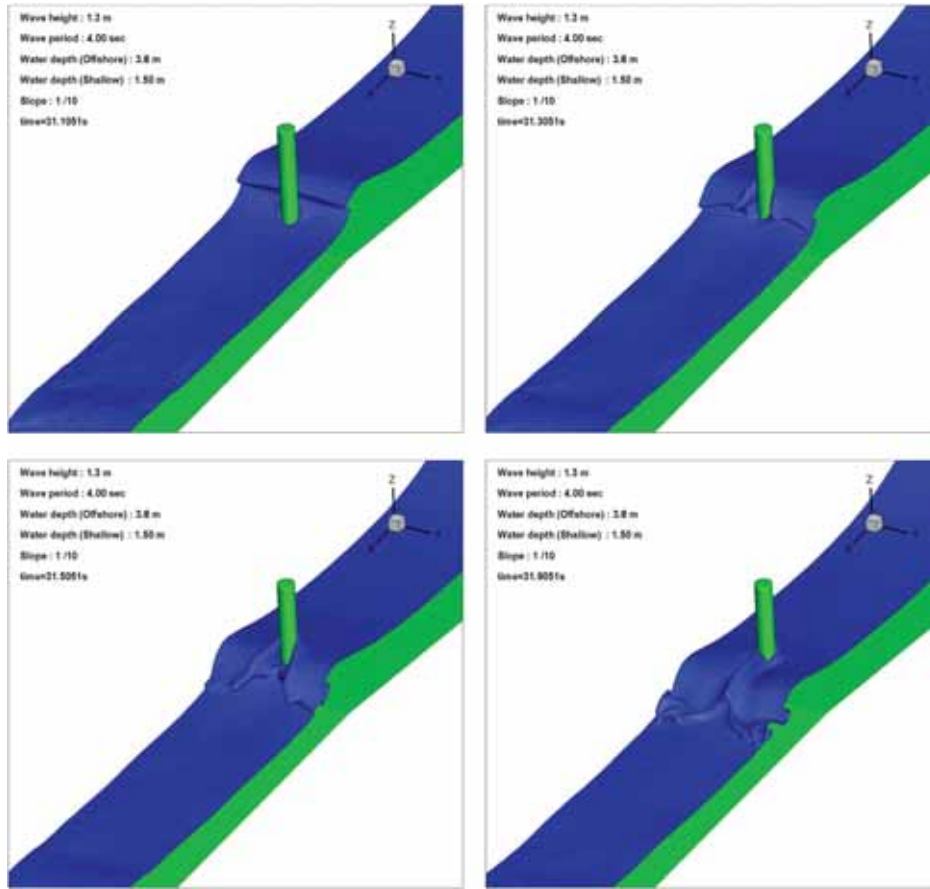 Wave height : 1.3 m
Wave period : 4.00 sec
Water depth (Offshore) : 3.8 m
Water depth (Shallow) : 1.50 m
Slope : 1 /10
time=31.1051s
Z
Wave height : 1.3 m
Wave period : 4.00 sec
Water depth (Offshore) : 3.8 m
Water depth (Shallow) : 1.50 m
Slope : 1 /10
time=31.3051s
Z
Wave height : 1.3 m
Wave period : 4.00 sec
Water depth (Offshore) : 3.8 m
Water depth (Shallow) : 1.50 m
Slope : 1 /10
time=31.5051s
Z
Wave height : 1.3 m
Wave period : 4.00 sec
Water depth (Offshore) : 3.8 m
Water depth (Shallow) : 1.50 m
Slope : 1 /10
Z